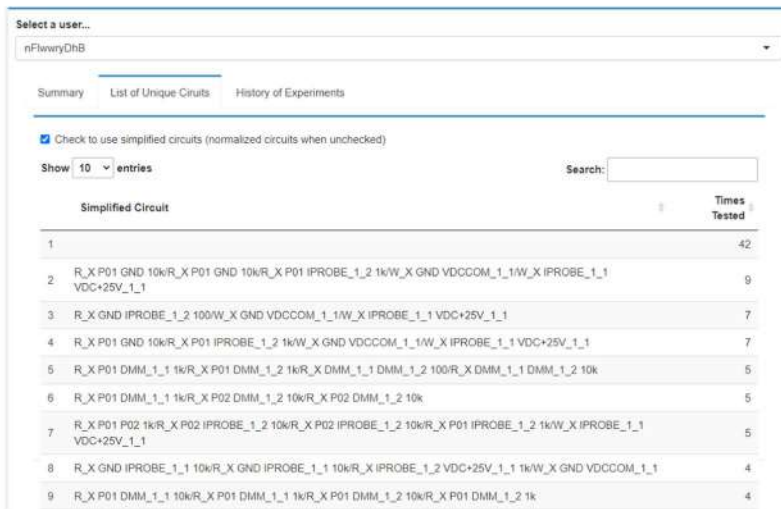 Select a user...
nFlwwryDhB
Summary List of Unique Ciruits History of Experiments
Check to use simplified circuits (normalized circuits when unchecked)
Show 10 entries Search:
Simplified Circuit Times
Tested
1 42
2 R_X P01 GND 10k/R_X P01 GND 10k/R_X P01 IPROBE_1_2 1k/W_X GND VDCCOM_1_1/W_X IPROBE_1_1 9
VDC+25V_1_1
3 R_X GND IPROBE_1_2 100/W_X GND VDCCOM_1_1/W_X IPROBE_1_1 VDC+25V_1_1 7
4 R_X P01 GND 10k/R_X P01 IPROBE_1_2 1k/W_X GND VDCCOM_1_1/W_X IPROBE_1_1 VDC+25V_1_1 7
5 R_X P01 DMM_1_1 1k/R_X P01 DMM_1_2 1k/R_X DMM_1_1 DMM_1_2 100/R_X DMM_1_1 DMM_1_2 10k 5
6 R_X P01 DMM_1_1 1k/R_X P02 DMM_1_2 10k/R_X P02 DMM_1_2 10k 5
7 R_X P01 P02 1k/R_X P02 IPROBE_1_2 10k/R_X P02 IPROBE_1_2 10k/R_X P01 IPROBE_1_2 1k/W_X IPROBE_1_1 5
VDC+25V_1_1
8 R_X GND IPROBE_1_1 10k/R_X GND IPROBE_1_1 10k/R_X IPROBE_1_2 VDC+25V_1_1 1k/W_X GND VDCCOM_1_1 4
9 R_X P01 DMM_1_1 10k/R_X P01 DMM_1_1 1k/R_X P01 DMM_1_2 10k/R_X P01 DMM_1_2 1k 4